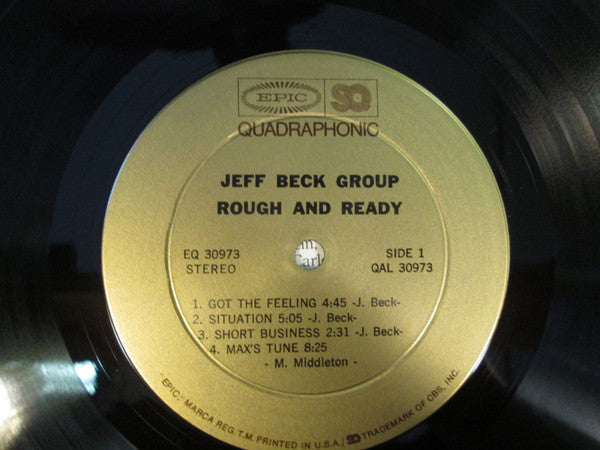 EPIC SQ
QUADRAPHONIC
JEFF BECK GROUP
ROUGH AND READY
EQ 30973
STEREO
SIDE 1
QAL 30973
1. GOT THE FEELING 4:45 -J. Beck-
2. SITUATION 5:05 -J. Beck-
3. SHORT BUSINESS 2:31 -J. Beck-
4. MAX'S TUNE 8:25
- M. Middleton -
- EPIC,- MARCA REG. T.M. PRINTED IN U.S.A./ SQ TRADEMARK OF CBS, INC.